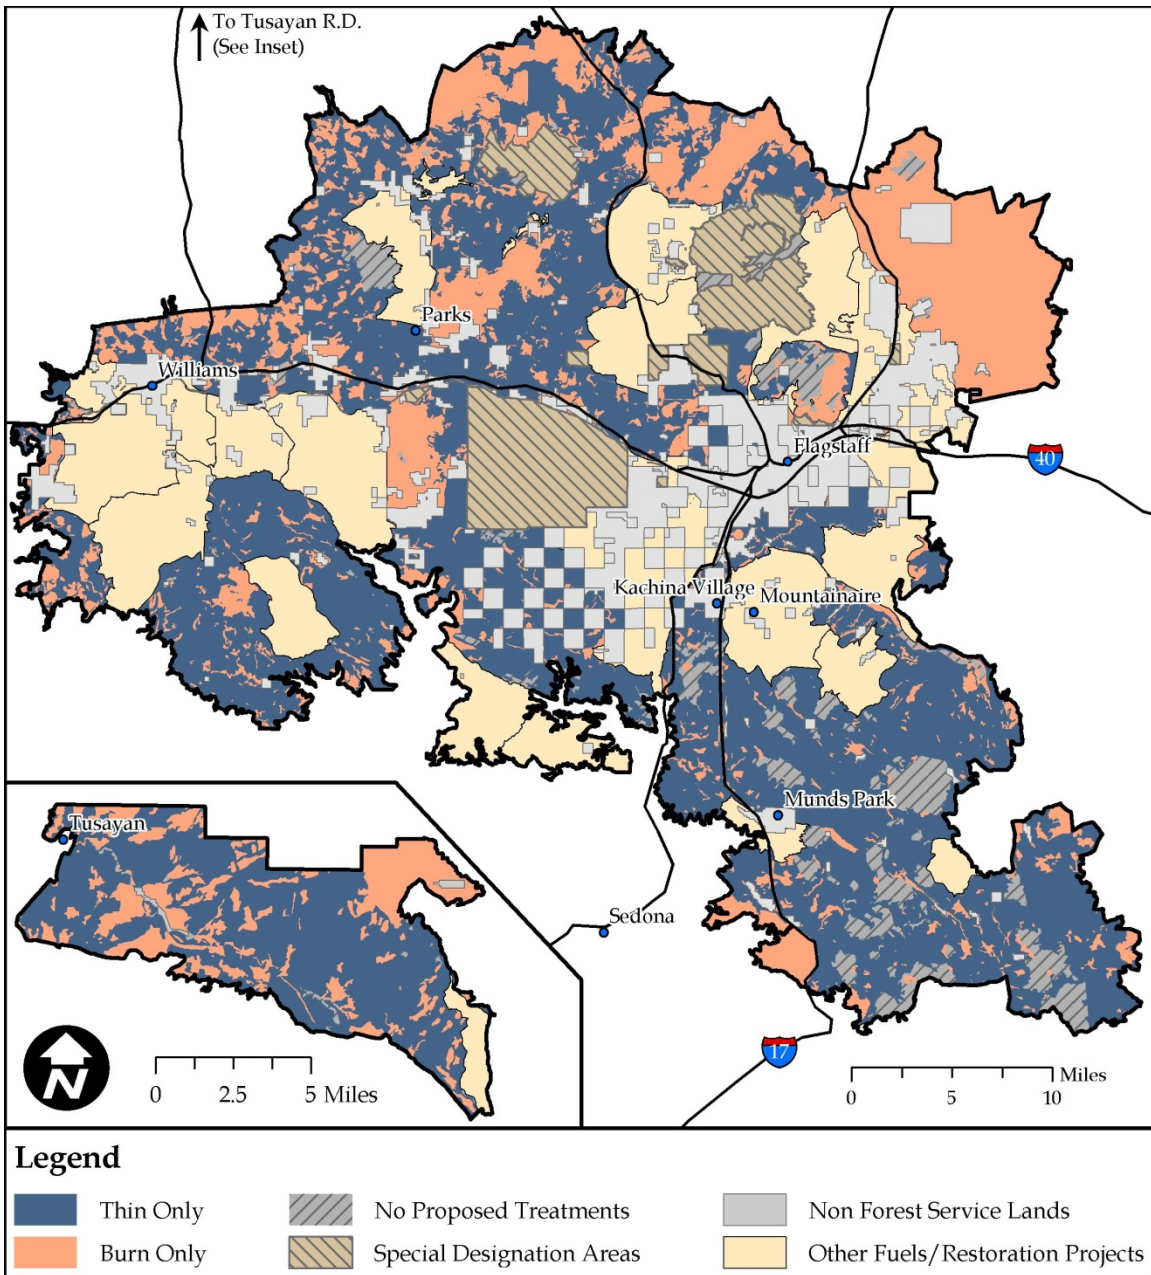 To Tusayan R.D.
(See Inset)
Parks
Williams
Flagstaff
40
Kachina Village
Mountainaire
Munds Park
Tusayan
Sedona
N
0 2.5 5 Miles
17
Miles
0 5 10
Legend
Thin Only
No Proposed Treatments
Non Forest Service Lands
Burn Only
Special Designation Areas
Other Fuels/Restoration Projects